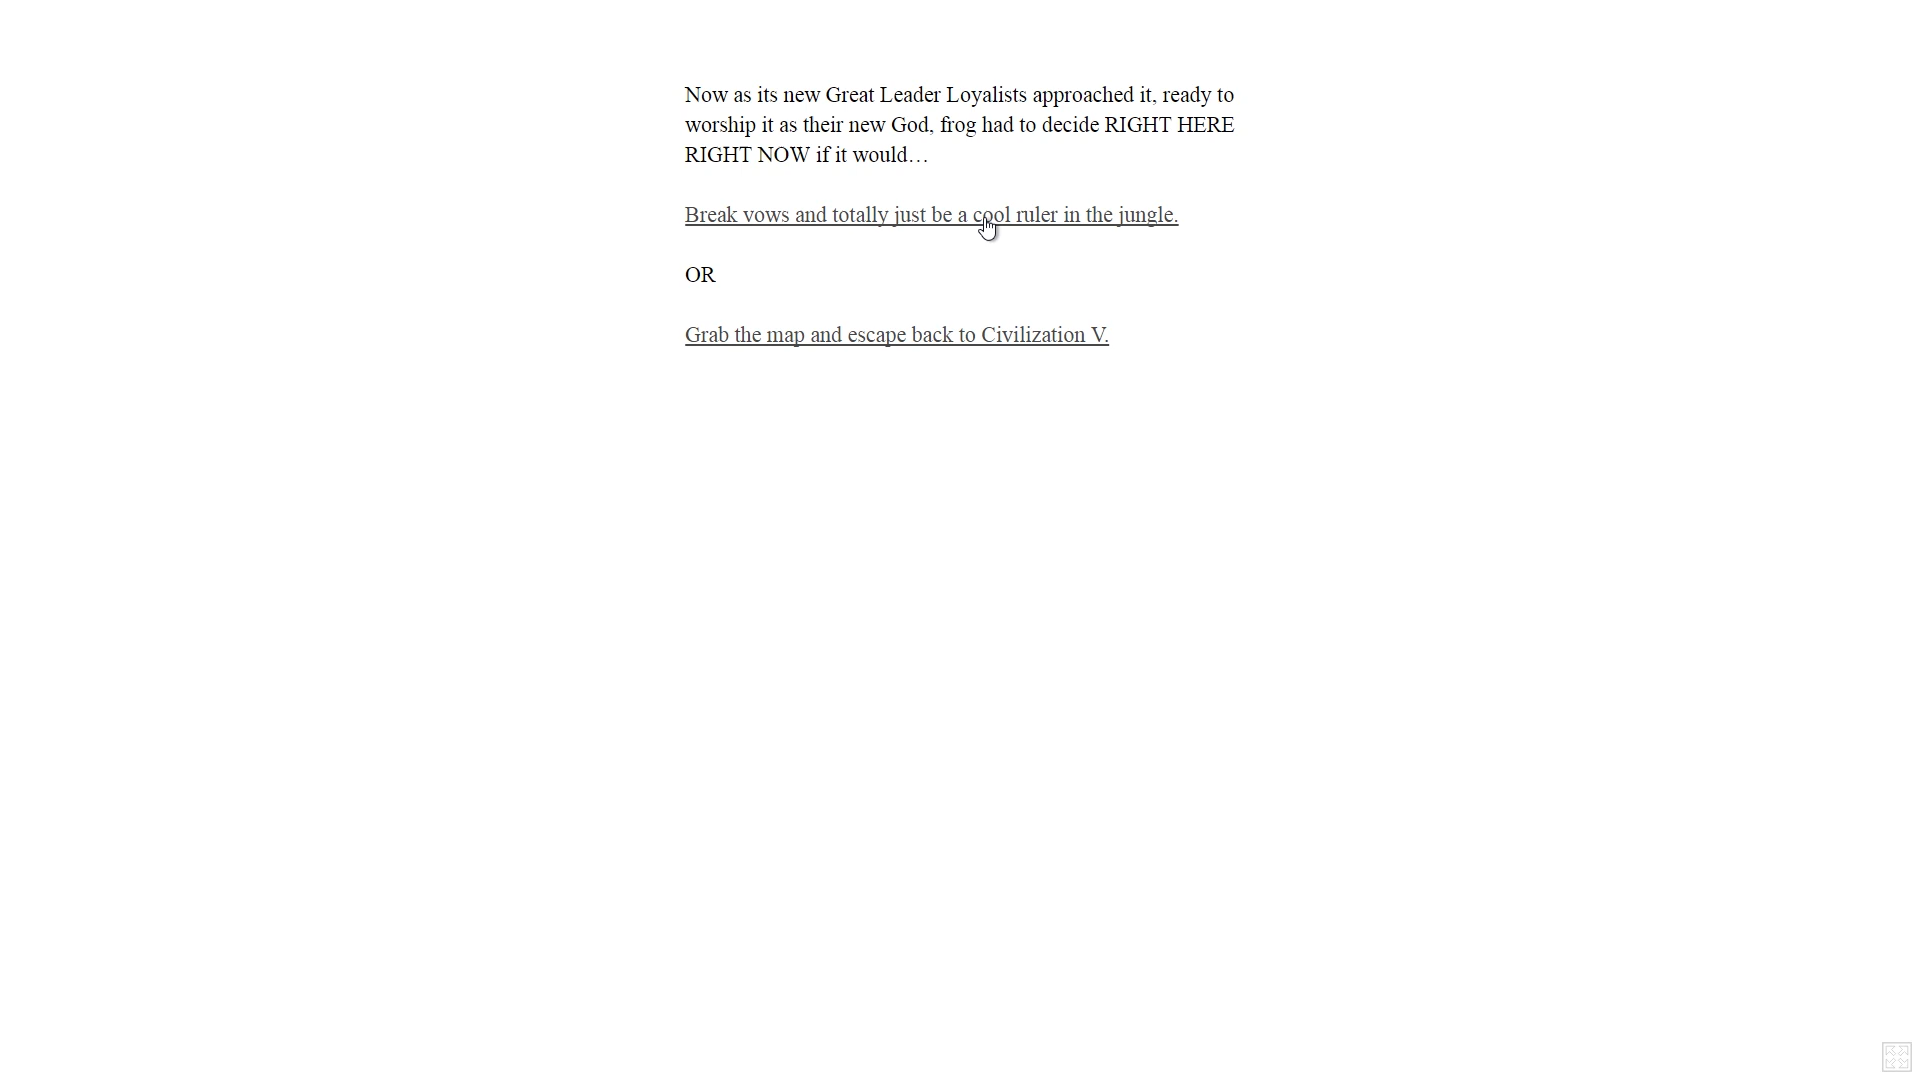 Now as its new Great Leader Loyalists approached it, ready to
worship it as their new God, frog had to decide RIGHT HERE
RIGHT NOW if it would…
Break vows and totally just be a cool ruler in the jungle.
OR
Grab the map and escape back to Civilization V.